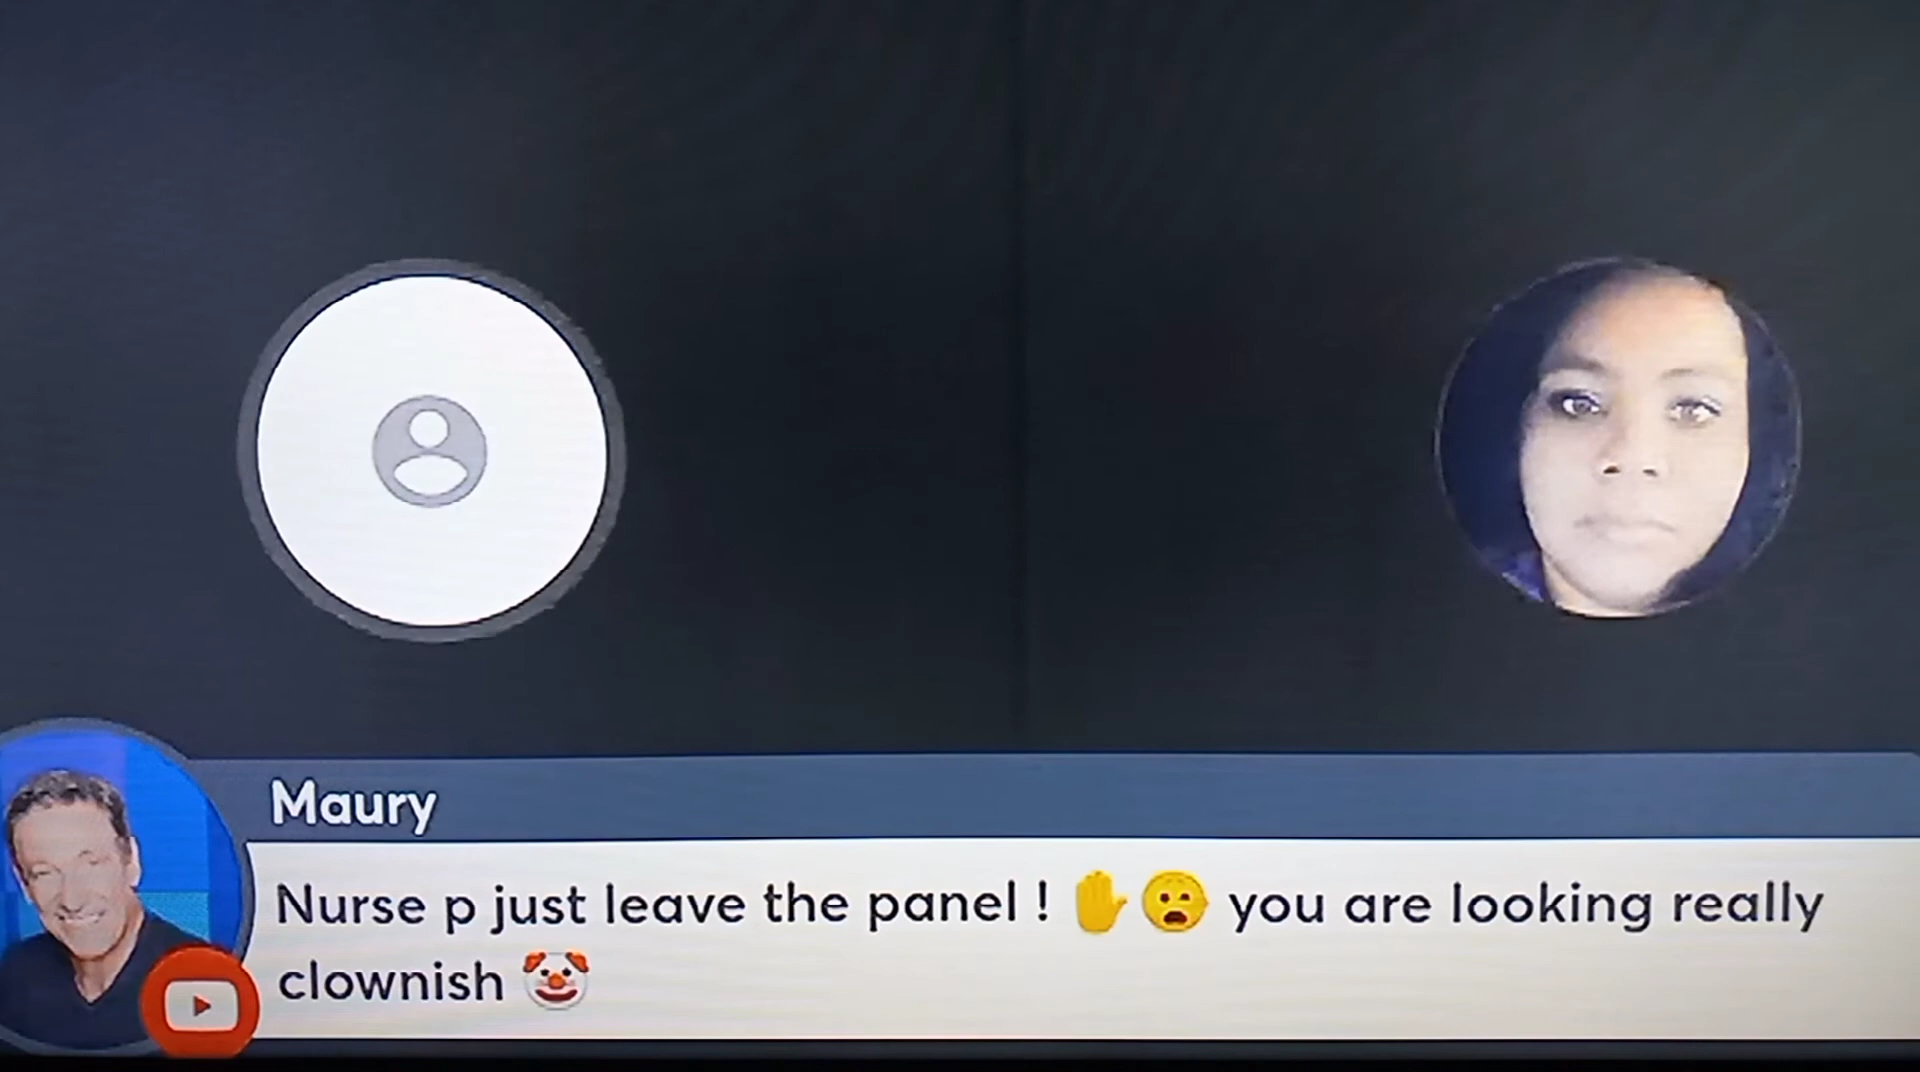 Maury
Nurse p just leave the panel ! ✋😧 you are looking really
clownish 🤡